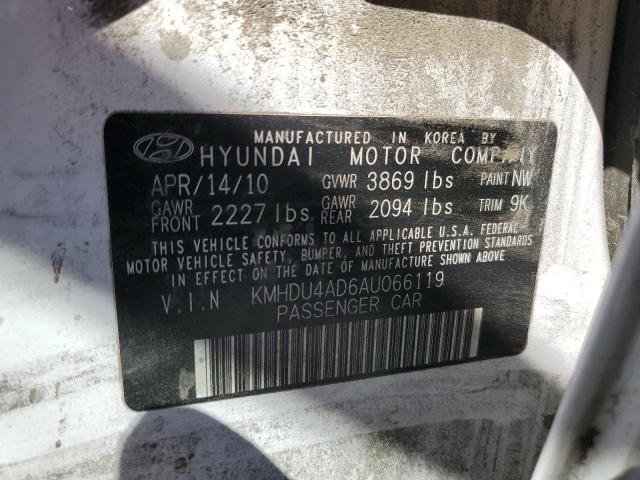 MANUFACTURED IN KOREA BY
HYUNDAI MOTOR COMPANY
APR/14/10 GVWR 3869 lbs PAINT NW
GAWR FRONT 2227 lbs GAWR REAR 2094 lbs TRIM 9K
THIS VEHICLE CONFORMS TO ALL APPLICABLE U.S.A. FEDERAL
MOTOR VEHICLE SAFETY, BUMPER, AND THEFT PREVENTION STANDARDS
IN EFFECT ON THE DATE OF MANUFACTURE SHOWN ABOVE.
V.I.N KMHDU4AD6AU066119
PASSENGER CAR